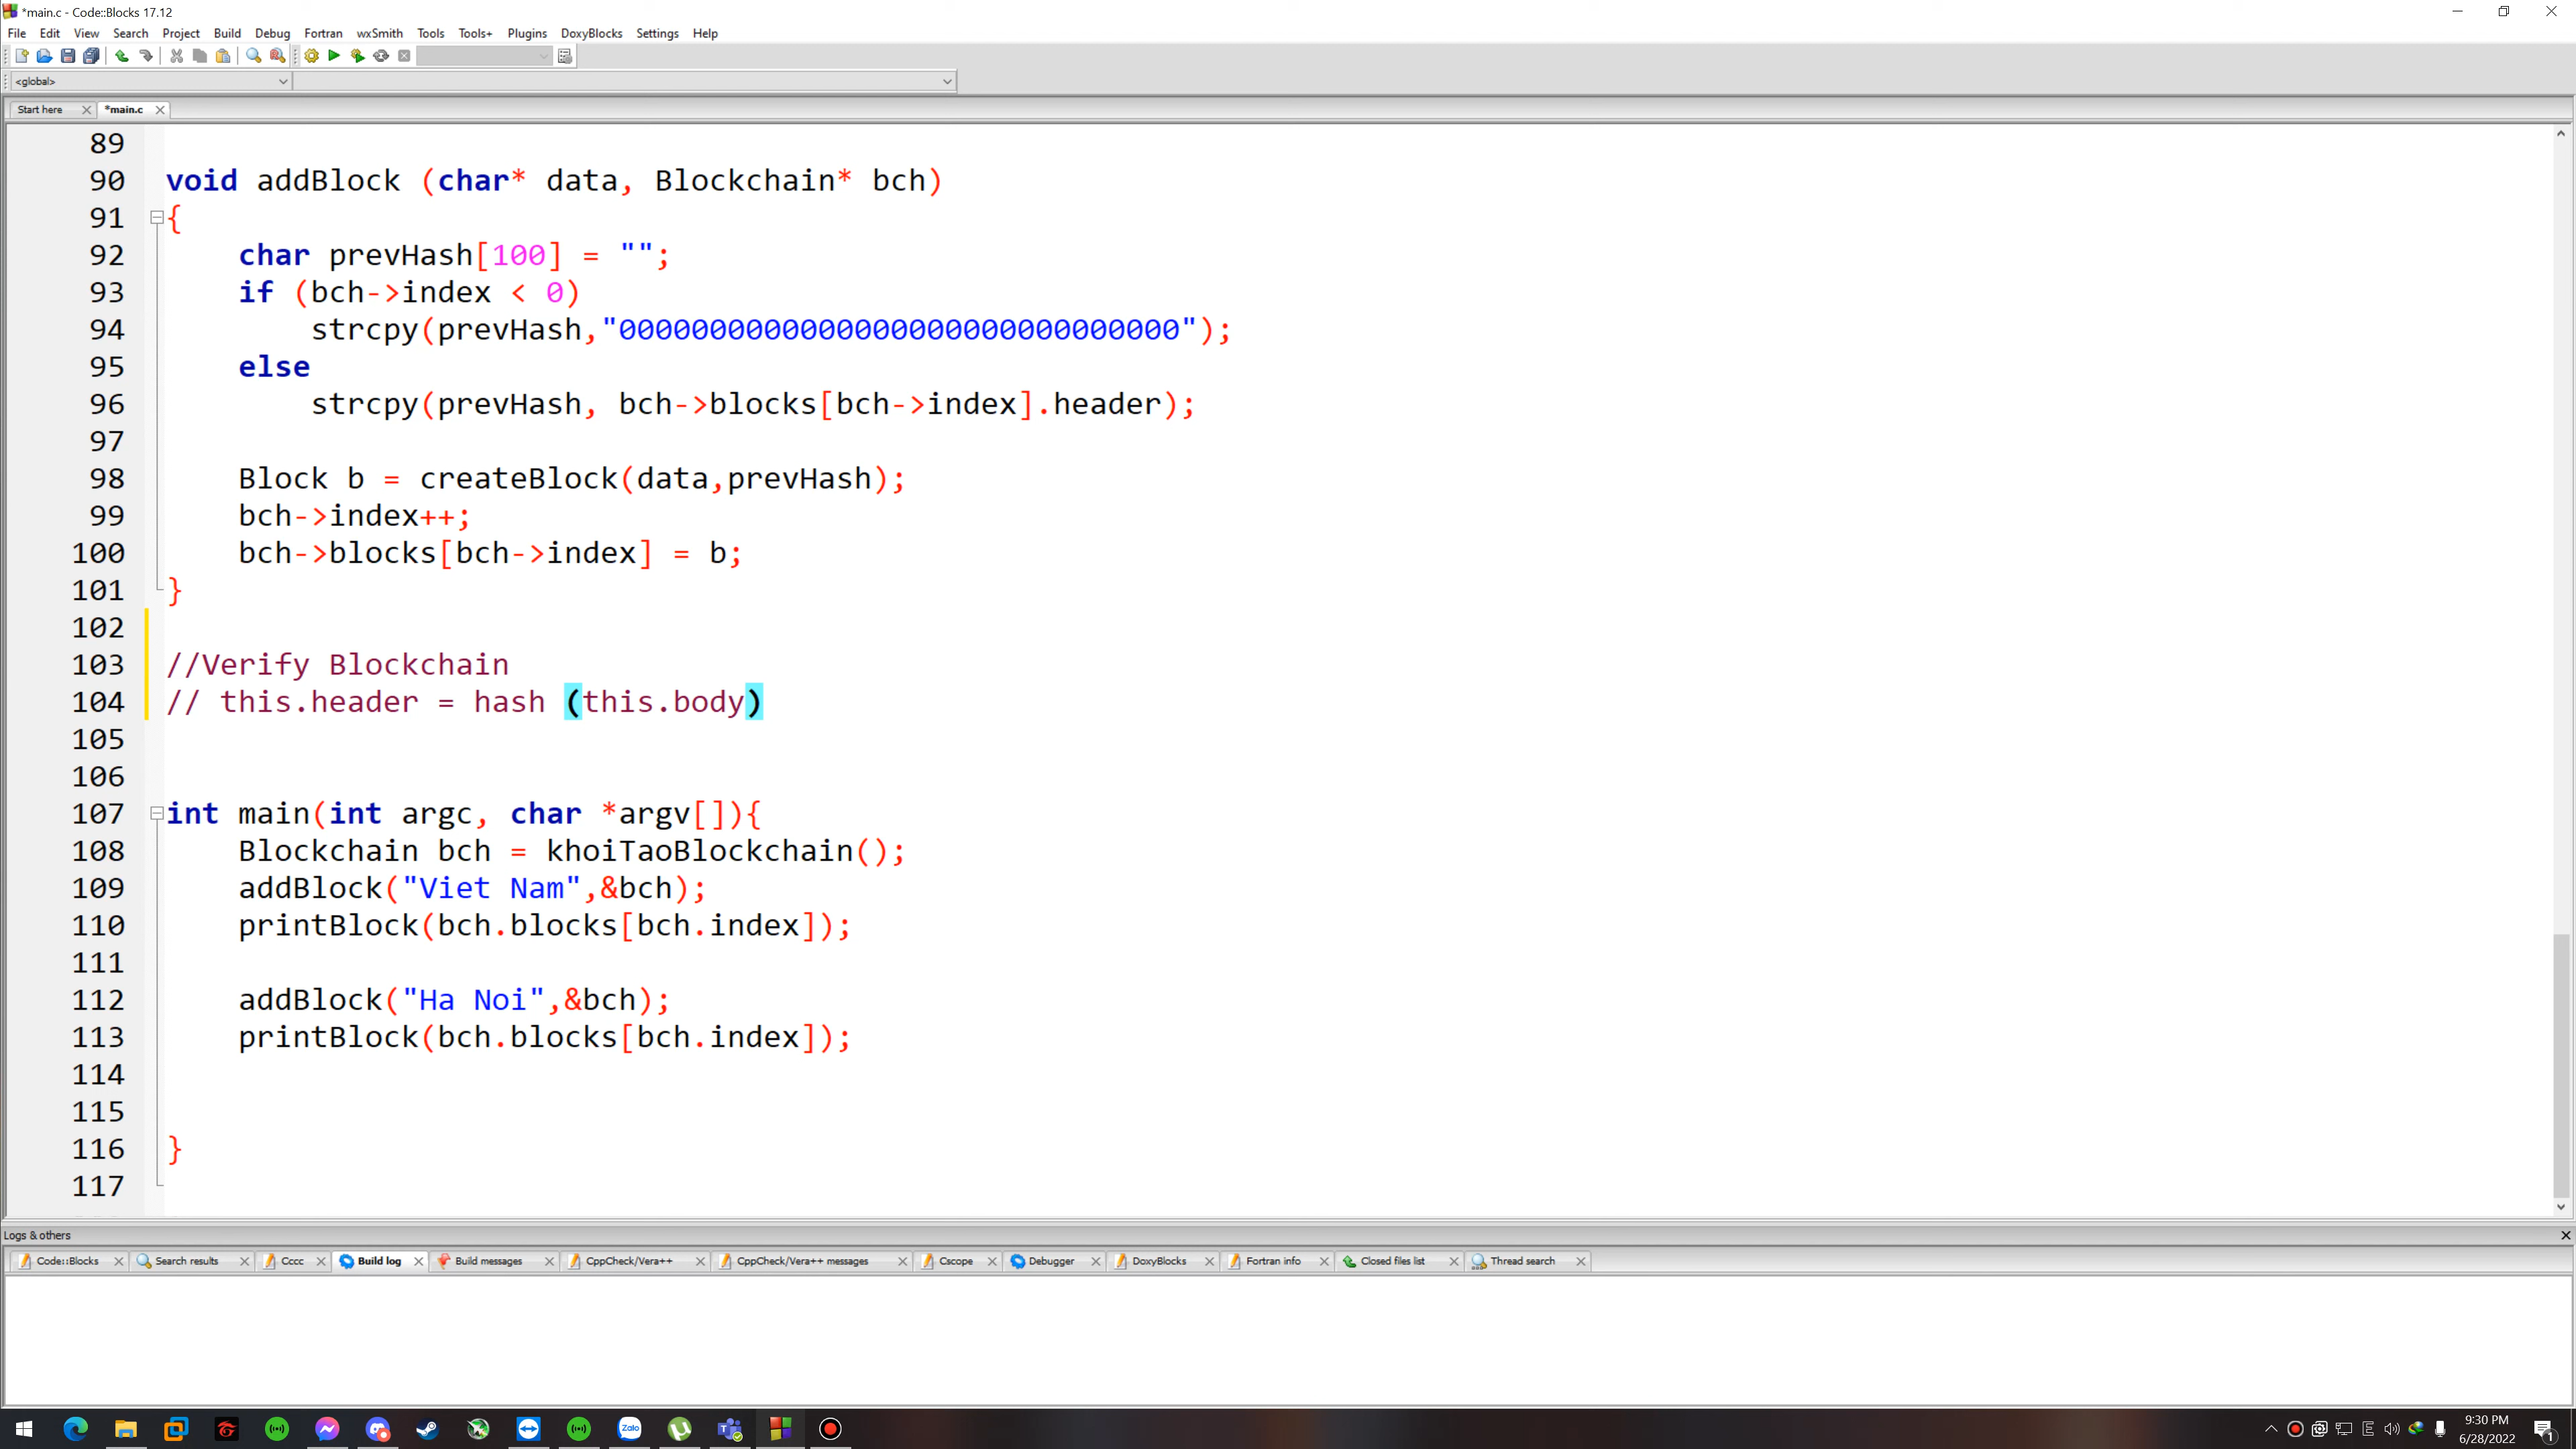 *main.c - Code::Blocks 17.12
File Edit View Search Project Build Debug Fortran wxSmith Tools Tools+ Plugins DoxyBlocks Settings Help
<global>
Start here *main.c
89
90 void addBlock (char* data, Blockchain* bch)
91 {
92 char prevHash[100] = "";
93 if (bch->index < 0)
94 strcpy(prevHash,"0000000000000000000000000000000");
95 else
96 strcpy(prevHash, bch->blocks[bch->index].header);
97
98 Block b = createBlock(data,prevHash);
99 bch->index++;
100 bch->blocks[bch->index] = b;
101 }
102
103 //Verify Blockchain
104 // this.header = hash (this.body)
105
106
107 int main(int argc, char *argv[]){
108 Blockchain bch = khoiTaoBlockchain();
109 addBlock("Viet Nam",&bch);
110 printBlock(bch.blocks[bch.index]);
111
112 addBlock("Ha Noi",&bch);
113 printBlock(bch.blocks[bch.index]);
114
115
116 }
117
Logs & others
Code::Blocks Search results Cccc Build log Build messages CppCheck/Vera++ CppCheck/Vera++ messages Cscope Debugger DoxyBlocks Fortran info Closed files list Thread search
Zalo
E
9:30 PM
6/28/2022
1